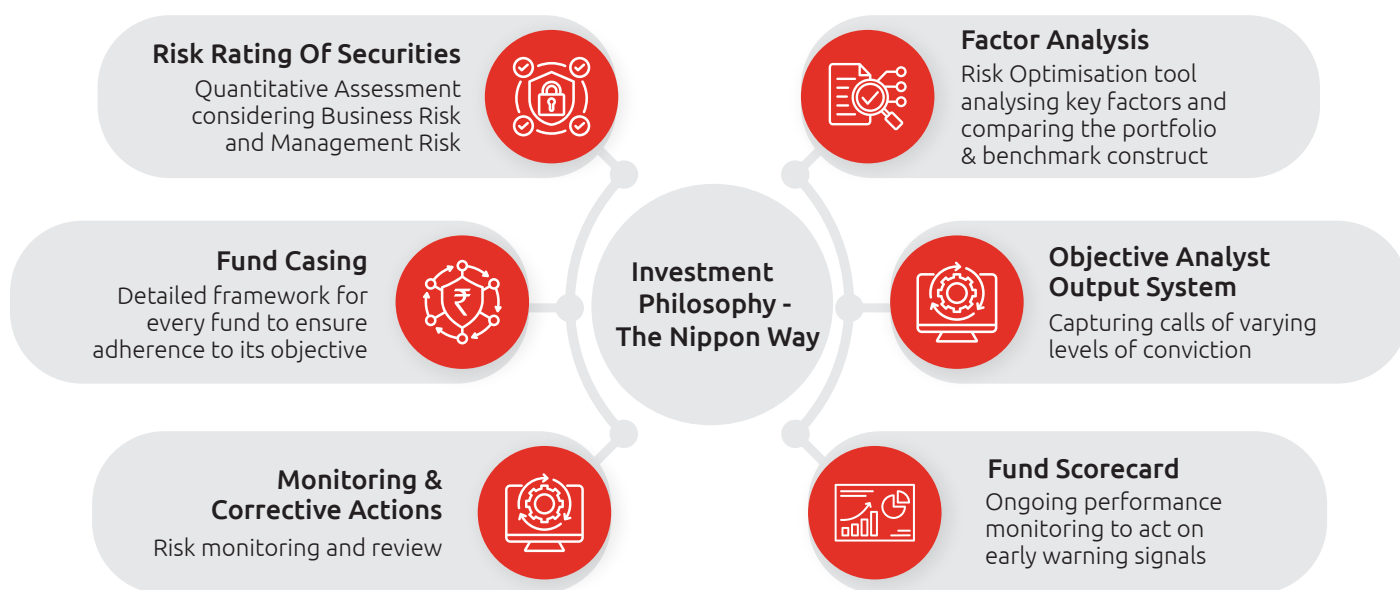 Risk Rating Of Securities
Quantitative Assessment
considering Business Risk
and Management Risk
Fund Casing
Detailed framework for
every fund to ensure
adherence to its objective
Monitoring &
Corrective Actions
Risk monitoring and review
Investment
Philosophy -
The Nippon Way
Factor Analysis
Risk Optimisation tool
analysing key factors and
comparing the portfolio
& benchmark construct
Objective Analyst
Output System
Capturing calls of varying
levels of conviction
Fund Scorecard
Ongoing performance
monitoring to act on
early warning signals